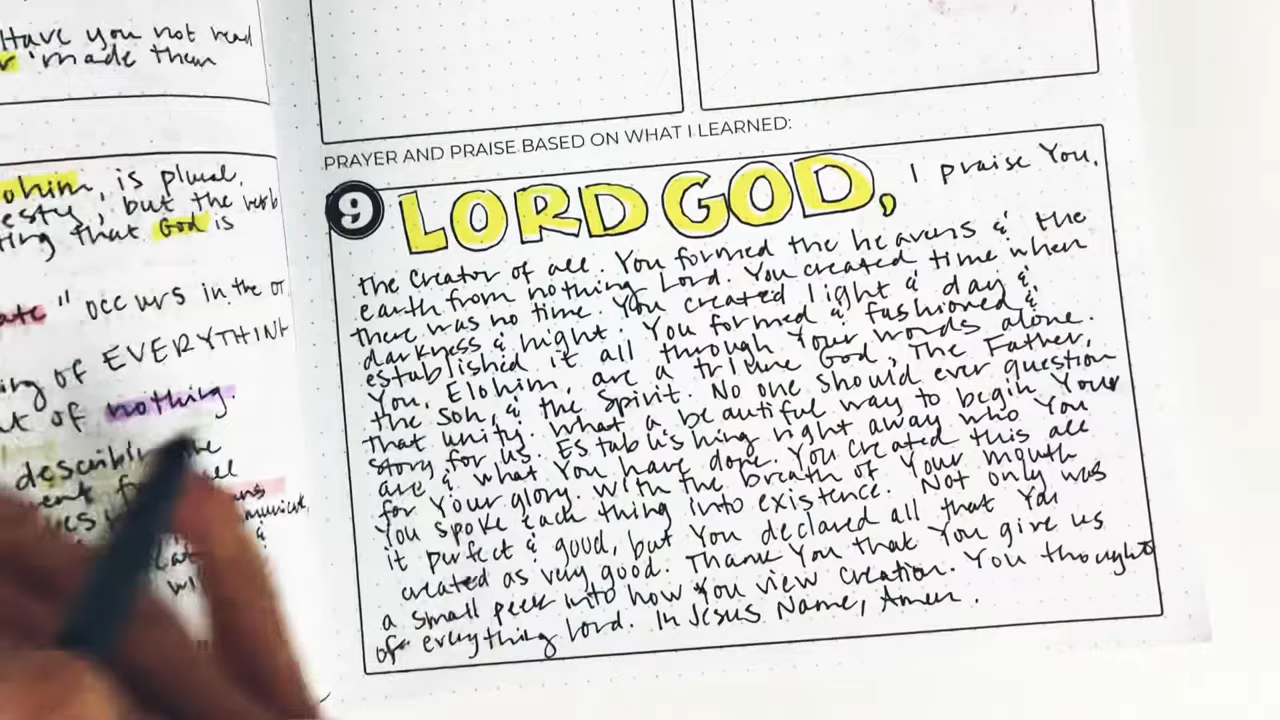 Have you not read
made them
ohim, is plural,
esty, but the verb
ting that God is
ate" occurs in the or
ing of EVERYTHIN
t of nothing.
describin the
PRAYER AND PRAISE BASED ON WHAT I LEARNED:
9 LORD GOD, I praise You,
the Creator of all. You formed the heavens & the
earth from nothing Lord. You created time when
there was no time. You created light & day &
darkness & night. You formed & fashioned &
established it all through Your words alone.
You, Elohim, are a triune God, The Father,
the Son, & the Spirit. No one should ever question
that unity. What a beautiful way to begin Your
story for us. Establishing right away who You
are & what You have done. You created this all
for Your glory. With the breath of Your mouth
You spoke each thing into existence. Not only was
it perfect & good, but You declared all that You
created as very good. Thank You that You give us
a small peek into how You view creation. You thought
of everything Lord. In Jesus Name, Amen.